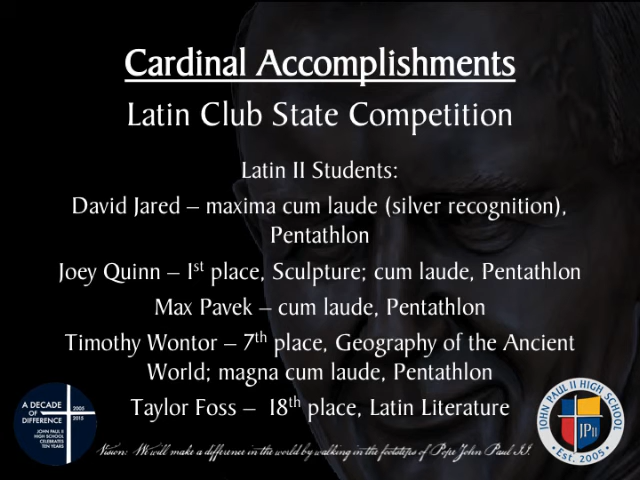 Cardinal Accomplishments
Latin Club State Competition
Latin II Students:
David Jared – maxima cum laude (silver recognition),
Pentathlon
Joey Quinn – 1st place, Sculpture; cum laude, Pentathlon
Max Pavek – cum laude, Pentathlon
Timothy Wontor – 7th place, Geography of the Ancient
World; magna cum laude, Pentathlon
Taylor Foss – 18th place, Latin Literature
A DECADE
OF
DIFFERENCE
2005
2015
JOHN PAUL II
HIGH SCHOOL
CELEBRATES
TEN YEARS
Vision: We will make a difference in the world by walking in the footsteps of Pope John Paul II.
JOHN PAUL II HIGH SCHOOL
JPII
• Est. 2005 •